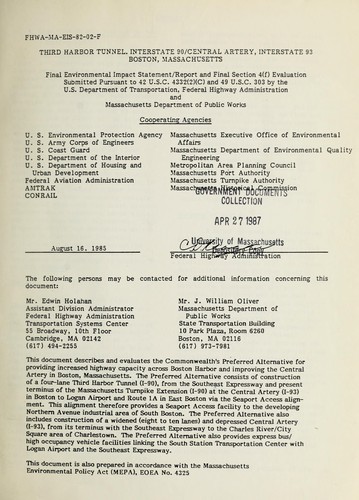 FHWA-MA-EIS-82-02-F
THIRD HARBOR TUNNEL, INTERSTATE 90/CENTRAL ARTERY, INTERSTATE 93
BOSTON, MASSACHUSETTS
Final Environmental Impact Statement/Report and Final Section 4(f) Evaluation
Submitted Pursuant to 42 U.S.C. 4332(2)(C) and 49 U.S.C. 303 by the
U.S. Department of Transportation, Federal Highway Administration
and
Massachusetts Department of Public Works
Cooperating Agencies
U. S. Environmental Protection Agency
U. S. Army Corps of Engineers
U. S. Coast Guard
U. S. Department of the Interior
U. S. Department of Housing and
Urban Development
Federal Aviation Administration
AMTRAK
CONRAIL
Massachusetts Executive Office of Environmental
Affairs
Massachusetts Department of Environmental Quality
Engineering
Metropolitan Area Planning Council
Massachusetts Port Authority
Massachusetts Turnpike Authority
Massachusetts Historical Commission
GOVERNMENT DOCUMENTS
COLLECTION
APR 27 1987
University of Massachusetts
Depository Copy
August 16, 1985
Federal Highway Administration
The following persons may be contacted for additional information concerning this
document:
Mr. Edwin Holahan
Assistant Division Administrator
Federal Highway Administration
Transportation Systems Center
55 Broadway, 10th Floor
Cambridge, MA 02142
(617) 494-2255
Mr. J. William Oliver
Massachusetts Department of
Public Works
State Transportation Building
10 Park Plaza, Room 6260
Boston, MA 02116
(617) 973-7981
This document describes and evaluates the Commonwealth's Preferred Alternative for
providing increased highway capacity across Boston Harbor and improving the Central
Artery in Boston, Massachusetts. The Preferred Alternative consists of construction
of a four-lane Third Harbor Tunnel (I-90), from the Southeast Expressway and present
terminus of the Massachusetts Turnpike Extension (I-90) at the Central Artery (I-93)
in Boston to Logan Airport and Route 1A in East Boston via the Seaport Access align-
ment. This alignment therefore provides a Seaport Access facility to the developing
Northern Avenue industrial area of South Boston. The Preferred Alternative also
includes construction of a widened (eight to ten lanes) and depressed Central Artery
(I-93), from its terminus with the Southeast Expressway to the Charles River/City
Square area of Charlestown. The Preferred Alternative also provides express bus/
high occupancy vehicle facilities linking the South Station Transportation Center with
Logan Airport and the Southeast Expressway.
This document is also prepared in accordance with the Massachusetts
Environmental Policy Act (MEPA), EOEA No. 4325